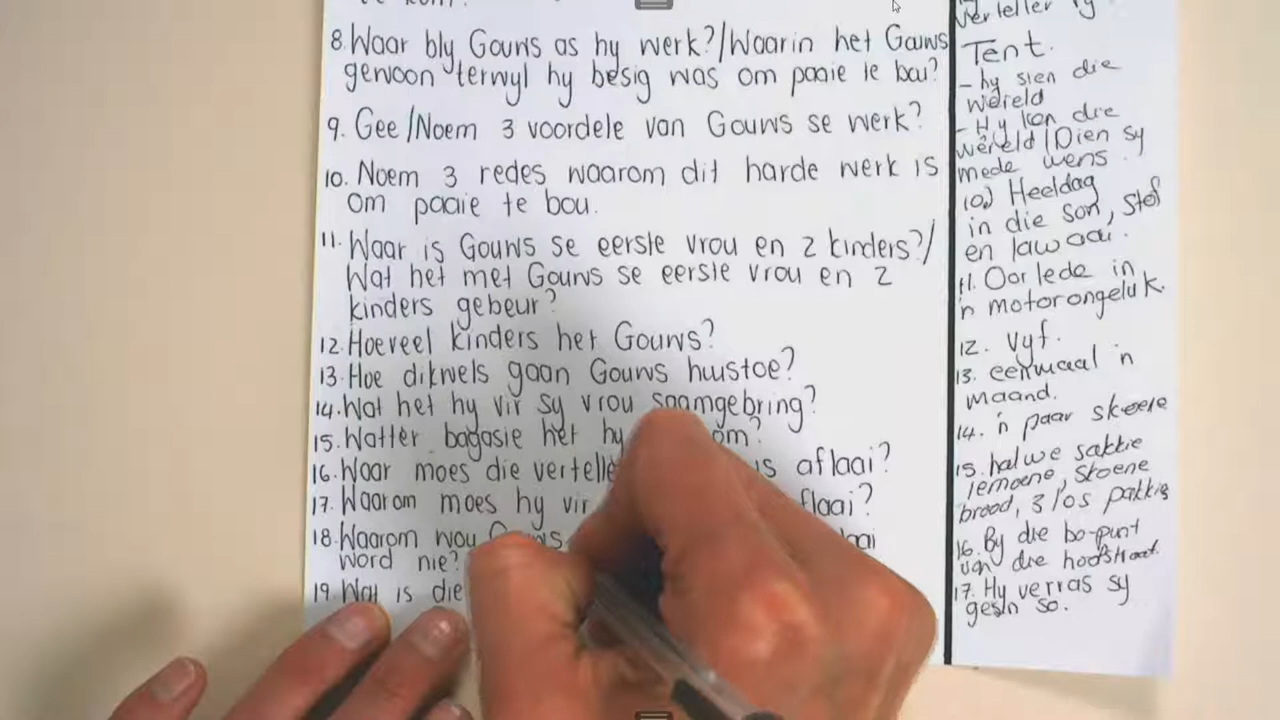 8. Waar bly Gouws as hy werk?/Waarin het Gouws
gewoon terwyl hy besig was om paaie te bou?
9. Gee/Noem 3 voordele van Gouws se werk?
10. Noem 3 redes waarom dit harde werk is
om paaie te bou.
11. Waar is Gouws se eerste vrou en 2 kinders?/
Wat het met Gouws se eerste vrou en 2
kinders gebeur?
12. Hoeveel kinders het Gouws?
13. Hoe dikwels gaan Gouws huistoe?
14. Wat het hy vir sy vrou saamgebring?
15. Watter bagasie het hy om?
16. Waar moes die vertelle aflaai?
17. Waarom moes hy vir flaai?
18. Waarom wou laai
word nie?
19. Wat is die
verteller sy
Tent.
- hy sien die
wêreld
- Hy kan die
wêreld/Dien sy
mede wens.
10.) Heeldag
in die son, stof
en lawaai.
11. Oorlede in
'n motorongeluk.
12. Vyf.
13. eenmaal 'n
maand.
14. 'n paar skoene
15. halwe sakkie
lemoene, skoene
brood, 3 los pakkies
16. By die bo-punt
van die hoofstraat.
17. Hy verras sy
gesin so.